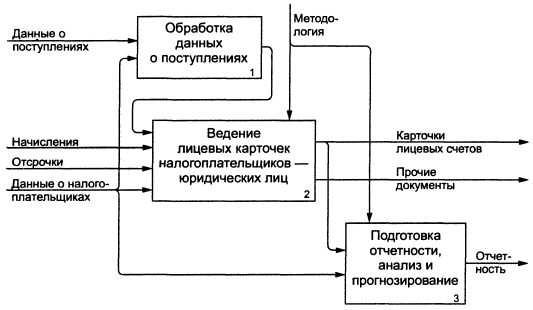 Данные о
поступлениях
Обработка
данных
о поступлениях
1
Методо-
логия
Начисления
Отсрочки
Данные о налого-
плательщиках
Ведение
лицевых карточек
налогоплательщиков —
юридических лиц
2
Карточки
лицевых счетов
Прочие
документы
Подготовка
отчетности,
анализ и
прогнозирование
3
Отчет-
ность